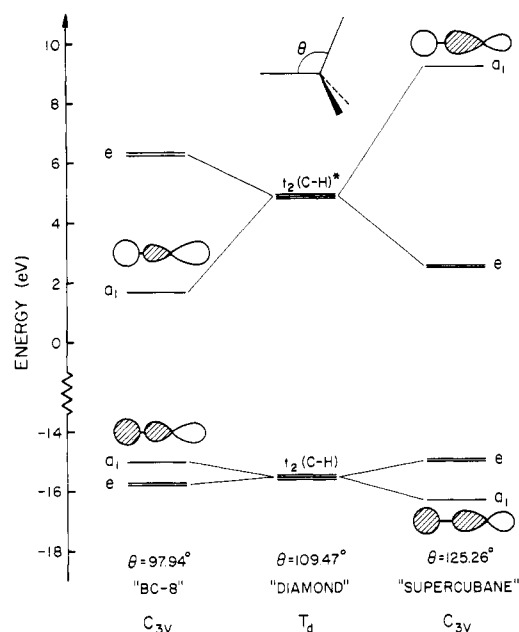 ENERGY (eV)
10
8
6
4
2
0
-14
-16
-18
θ
e
a₁
a₁
e
t₂(C-H)*
t₂(C-H)
a₁
e
e
a₁
θ=97.94°
"BC-8"
C₃ᵥ
θ=109.47°
"DIAMOND"
T_d
θ=125.26°
"SUPERCUBANE"
C₃ᵥ